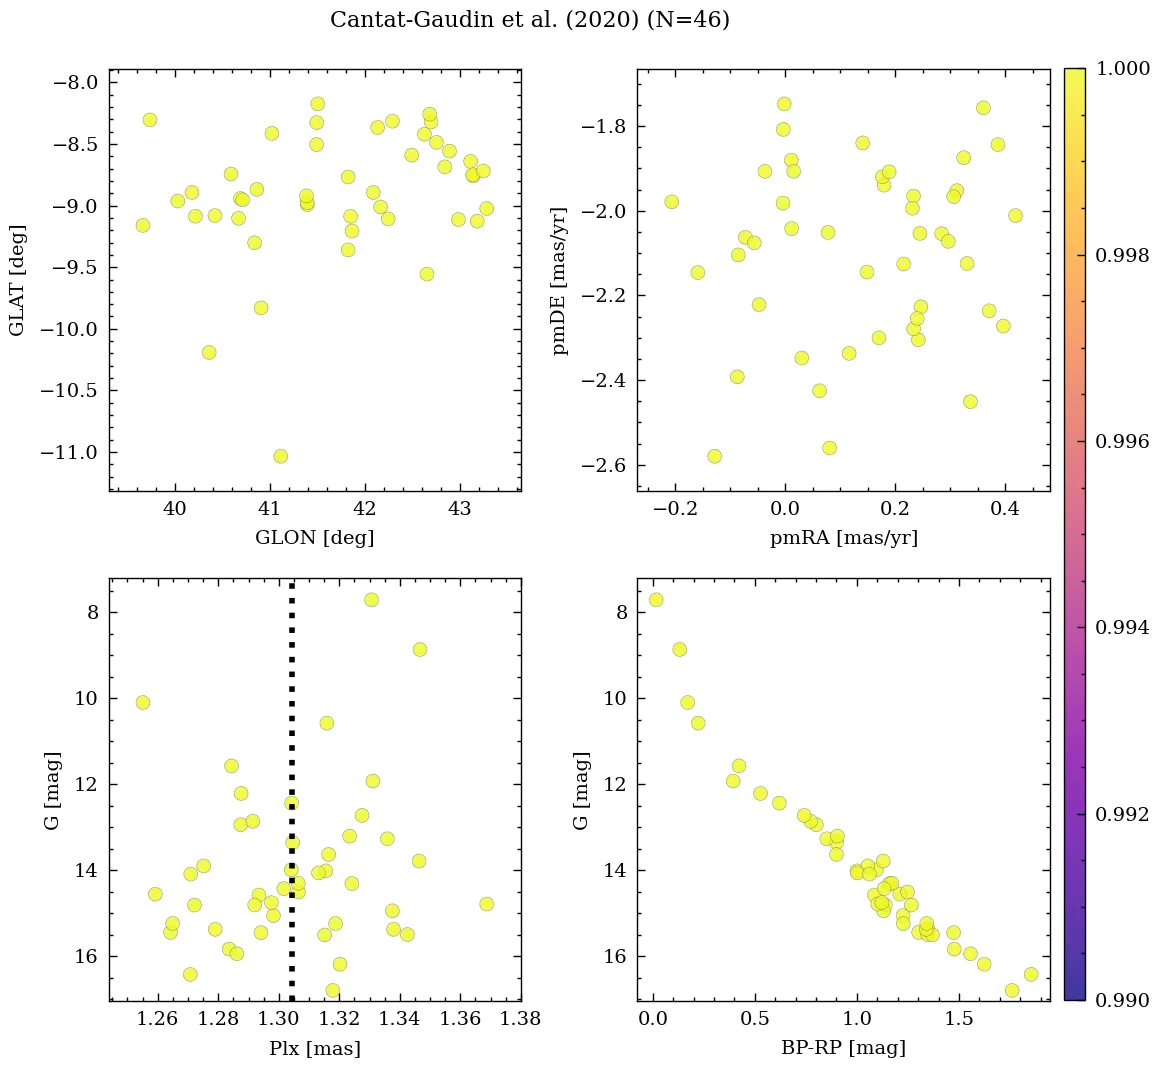 Cantat-Gaudin et al. (2020) (N=46)
−8.0
−8.5
−9.0
−9.5
−10.0
−10.5
−11.0
GLAT [deg]
40 41 42 43
GLON [deg]
−1.8
−2.0
−2.2
−2.4
−2.6
pmDE [mas/yr]
−0.2 0.0 0.2 0.4
pmRA [mas/yr]
8
10
12
14
16
G [mag]
1.26 1.28 1.30 1.32 1.34 1.36 1.38
Plx [mas]
8
10
12
14
16
G [mag]
0.0 0.5 1.0 1.5
BP-RP [mag]
1.000
0.998
0.996
0.994
0.992
0.990